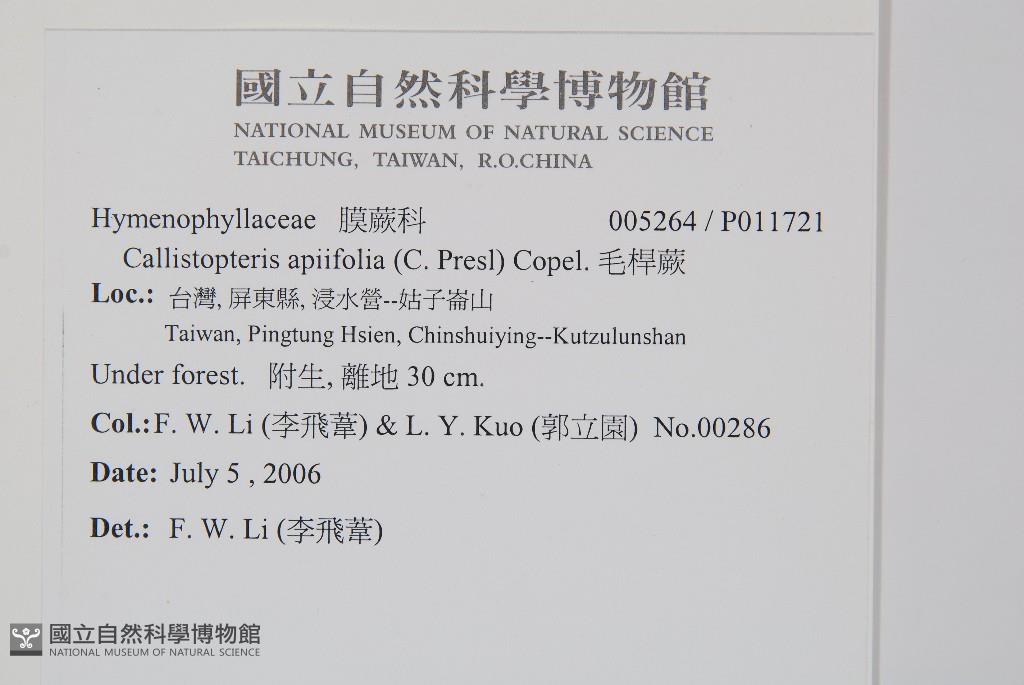 國立自然科學博物館
NATIONAL MUSEUM OF NATURAL SCIENCE
TAICHUNG, TAIWAN, R.O.CHINA
Hymenophyllaceae 膜蕨科 005264 / P011721
Callistopteris apiifolia (C. Presl) Copel. 毛桿蕨
Loc.: 台灣, 屏東縣, 浸水營--姑子崙山
Taiwan, Pingtung Hsien, Chinshuiying--Kutzulunshan
Under forest. 附生, 離地 30 cm.
Col.:F. W. Li (李飛葦) & L. Y. Kuo (郭立園) No.00286
Date: July 5 , 2006
Det.: F. W. Li (李飛葦)
國立自然科學博物館
NATIONAL MUSEUM OF NATURAL SCIENCE